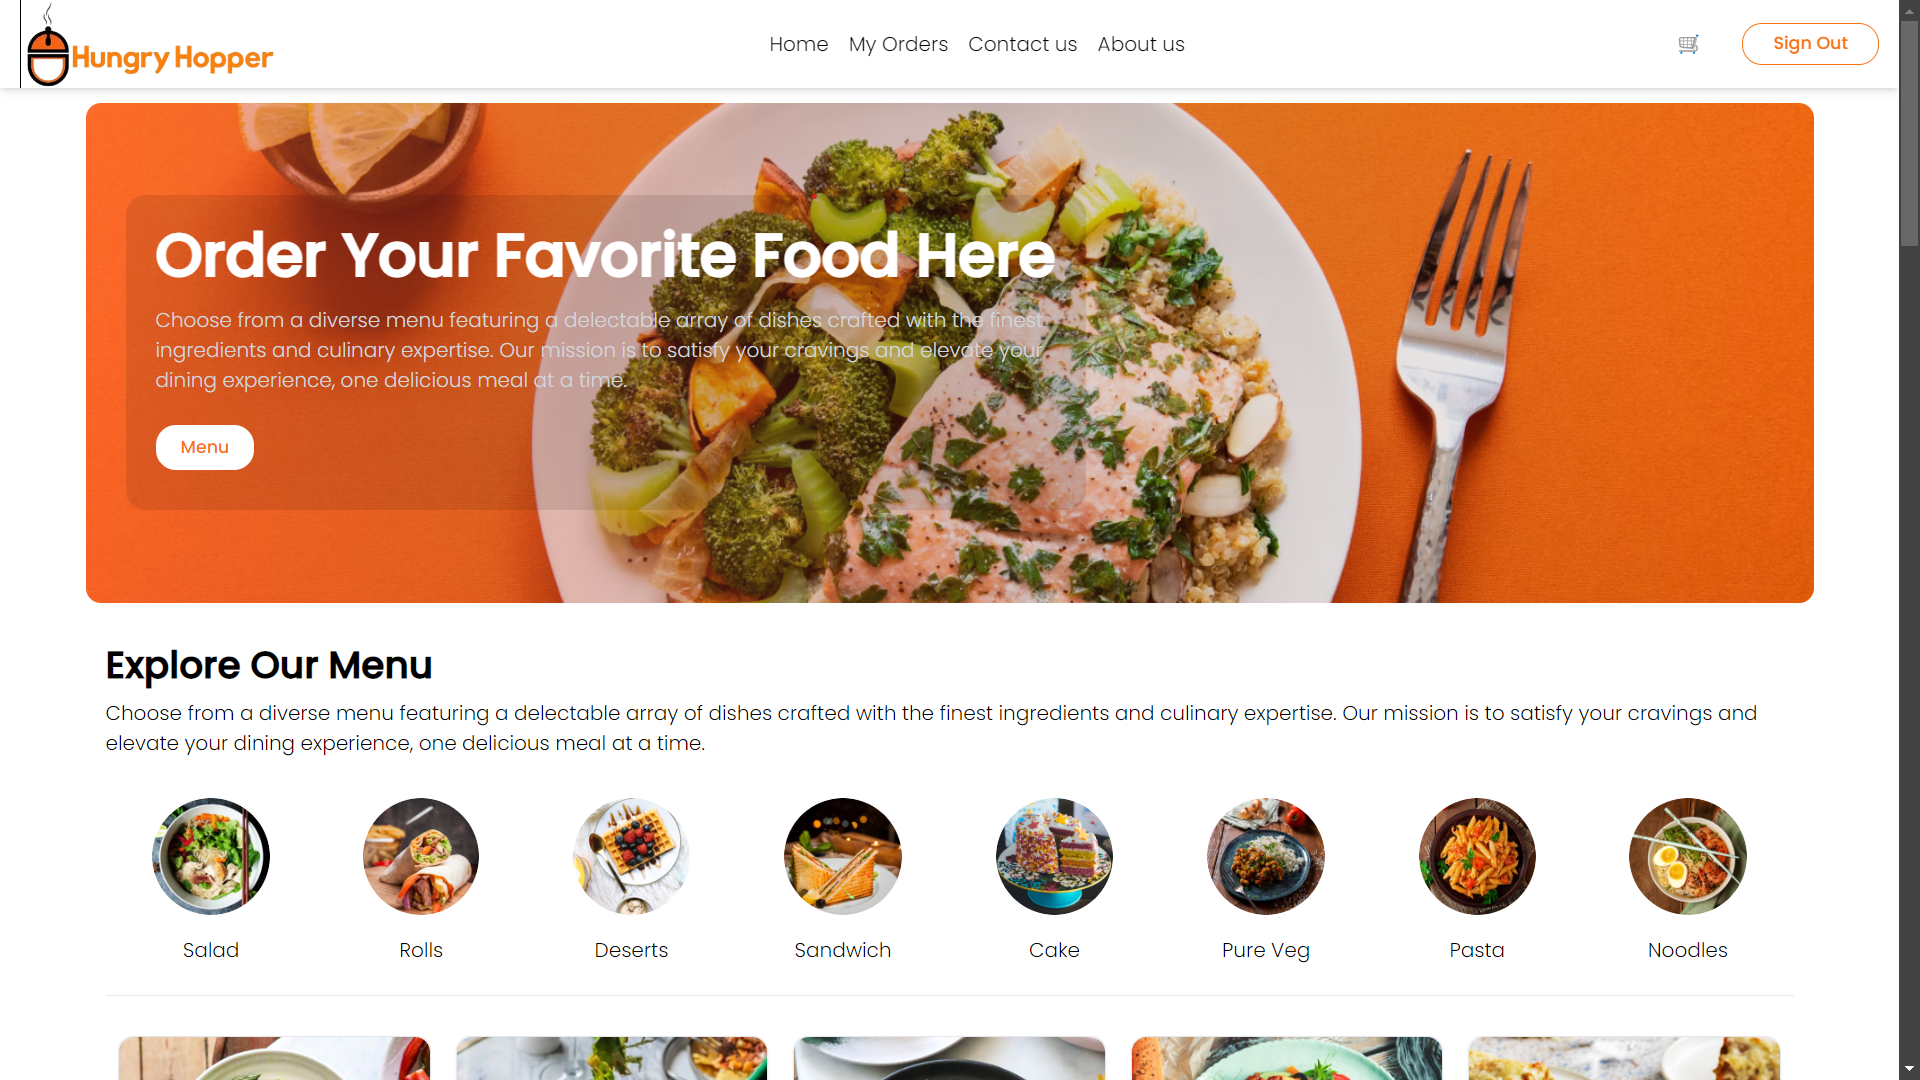 Hungry Hopper
Home My Orders Contact us About us
Sign Out
Order Your Favorite Food Here
Choose from a diverse menu featuring a delectable array of dishes crafted with the finest
ingredients and culinary expertise. Our mission is to satisfy your cravings and elevate your
dining experience, one delicious meal at a time.
Menu
Explore Our Menu
Choose from a diverse menu featuring a delectable array of dishes crafted with the finest ingredients and culinary expertise. Our mission is to satisfy your cravings and
elevate your dining experience, one delicious meal at a time.
Salad Rolls Deserts Sandwich Cake Pure Veg Pasta Noodles